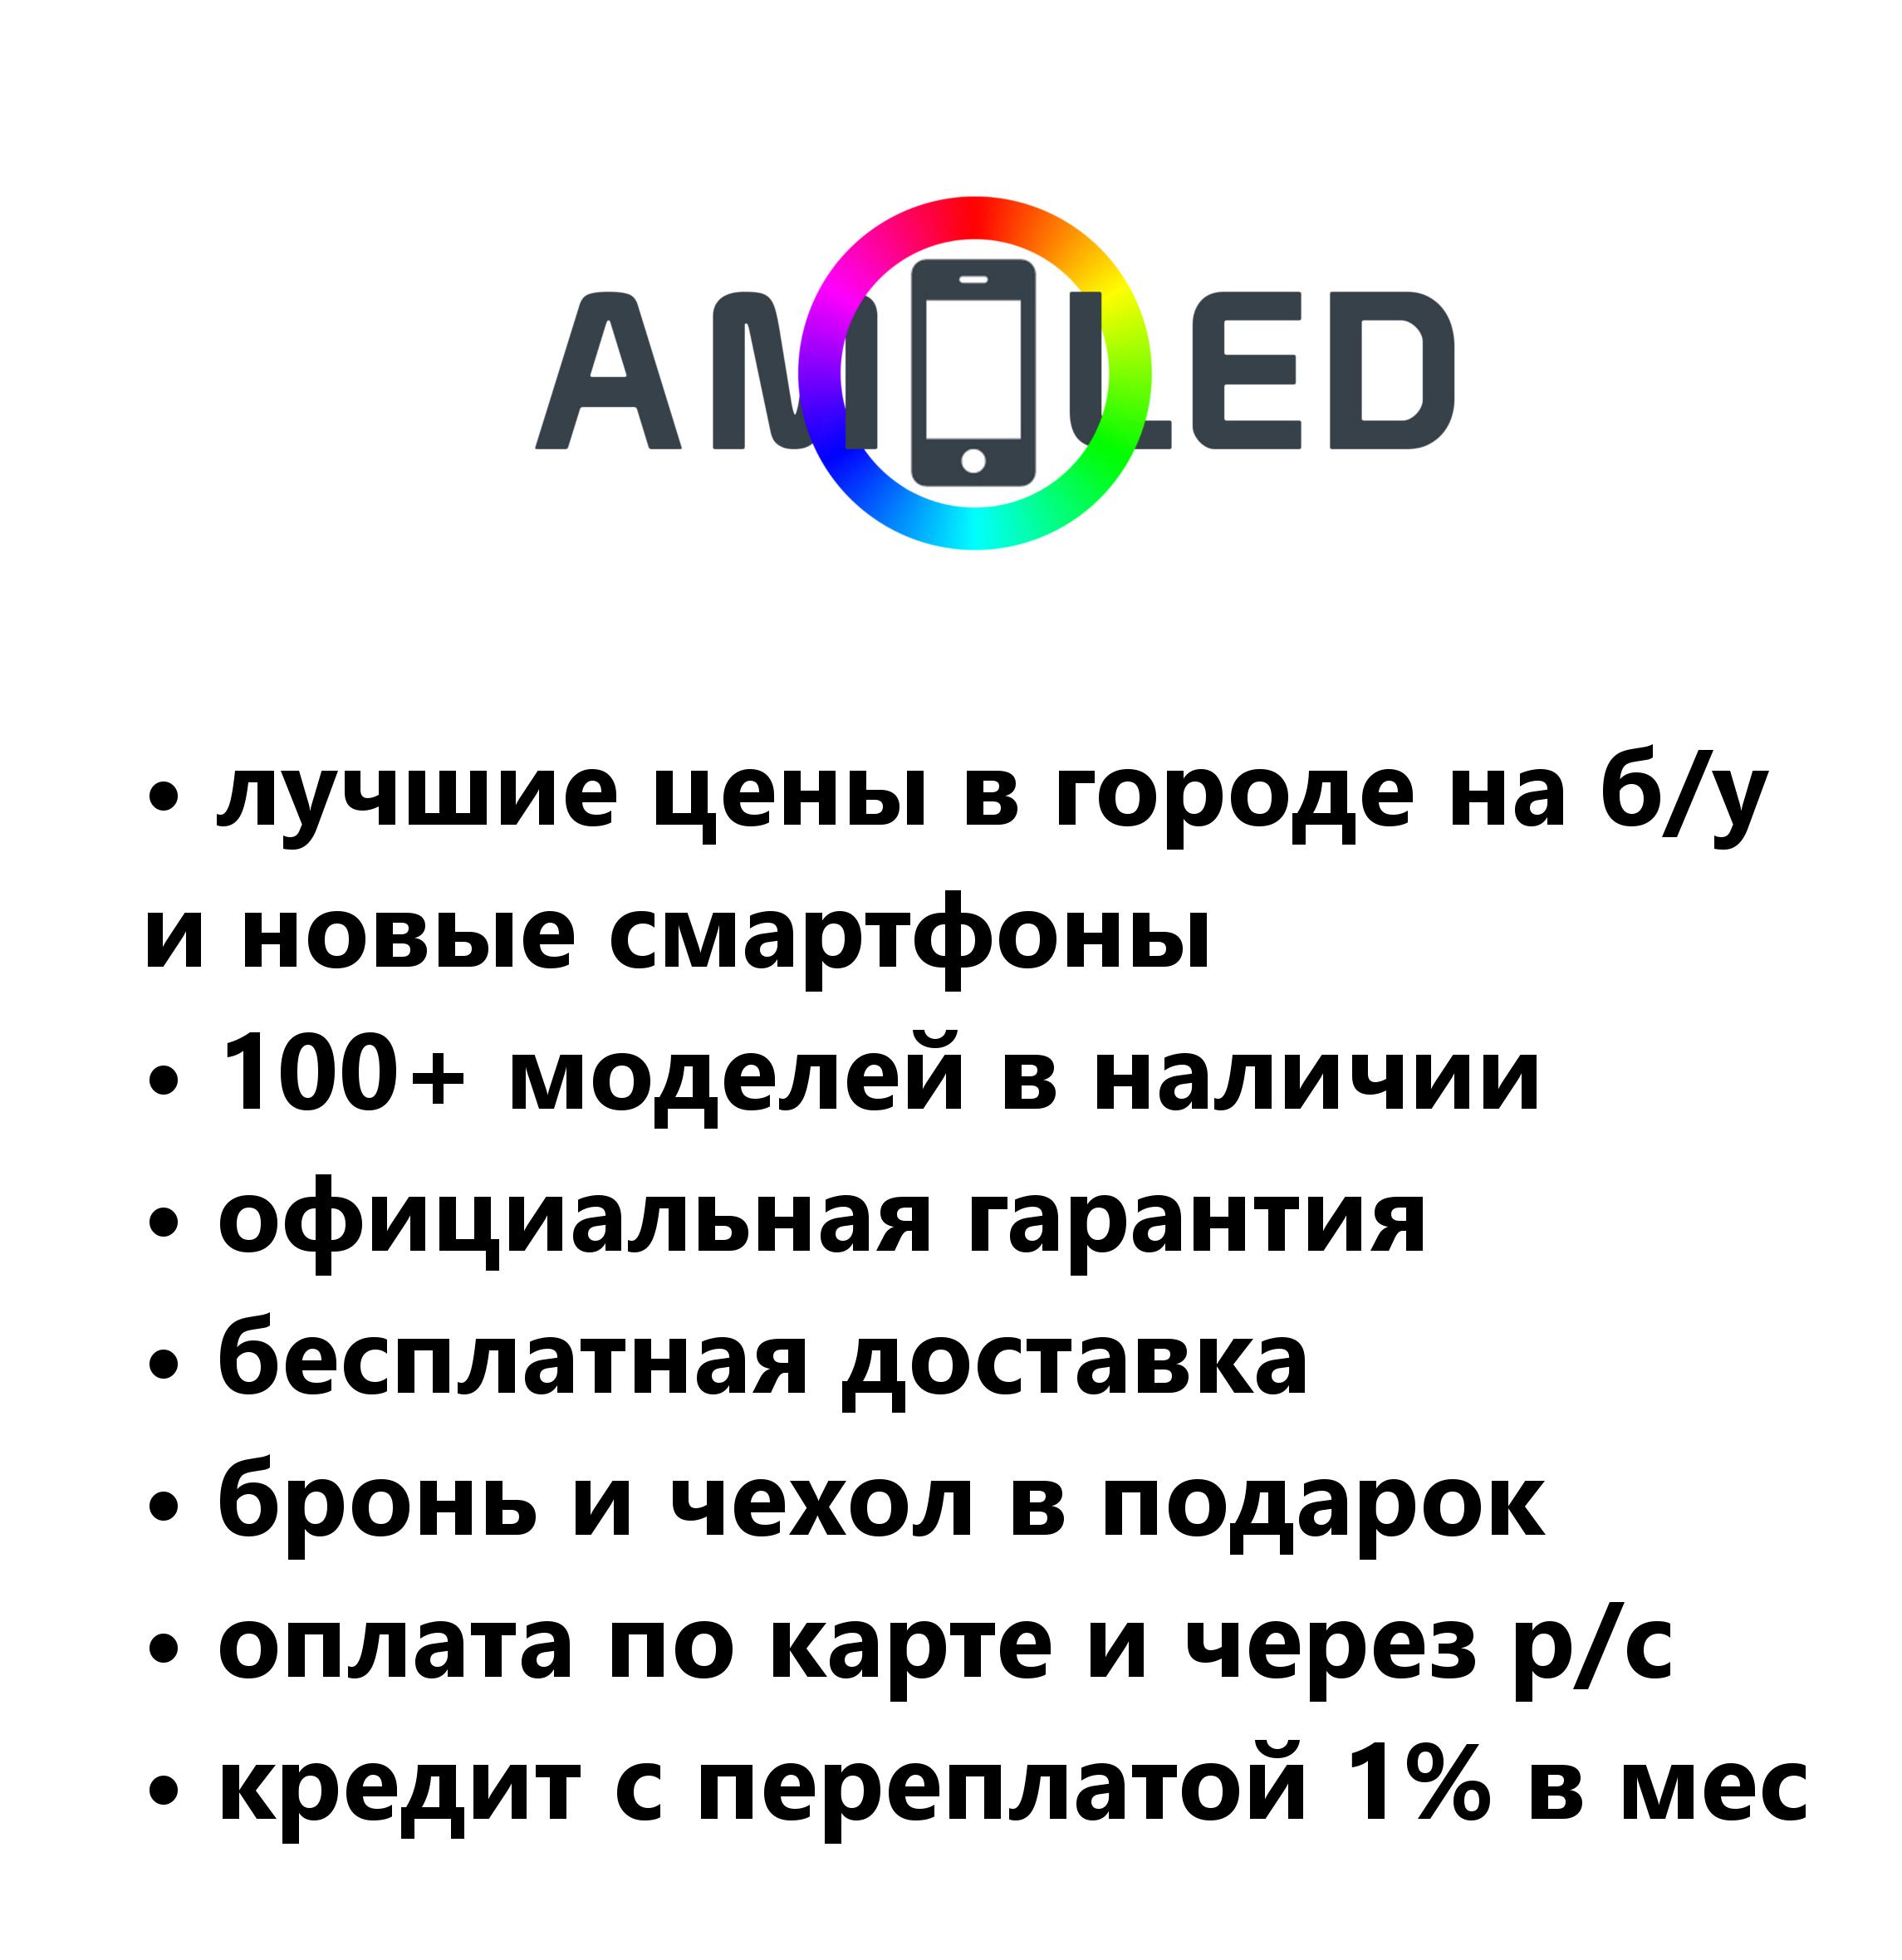 AMOLED
• лучшие цены в городе на б/у
и новые смартфоны
• 100+ моделей в наличии
• официальная гарантия
• бесплатная доставка
• бронь и чехол в подарок
• оплата по карте и через р/с
• кредит с переплатой 1% в мес